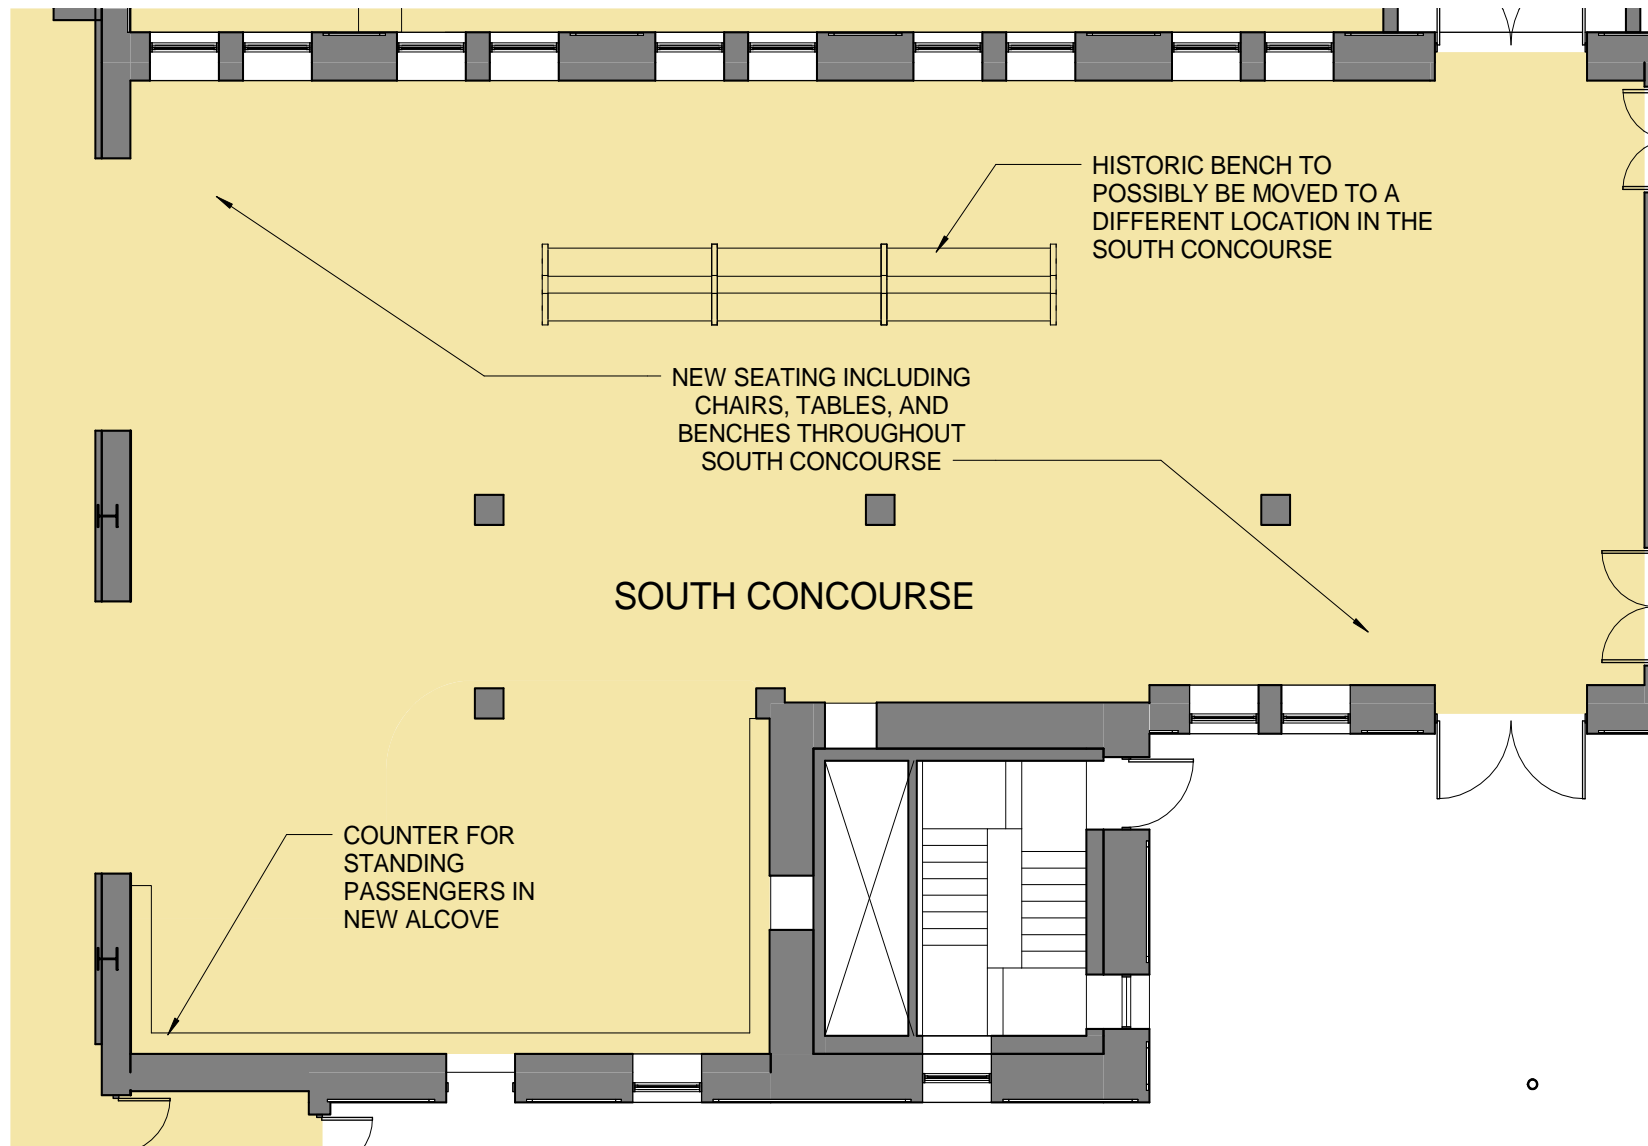 HISTORIC BENCH TO
POSSIBLY BE MOVED TO A
DIFFERENT LOCATION IN THE
SOUTH CONCOURSE
NEW SEATING INCLUDING
CHAIRS, TABLES, AND
BENCHES THROUGHOUT
SOUTH CONCOURSE
SOUTH CONCOURSE
COUNTER FOR
STANDING
PASSENGERS IN
NEW ALCOVE